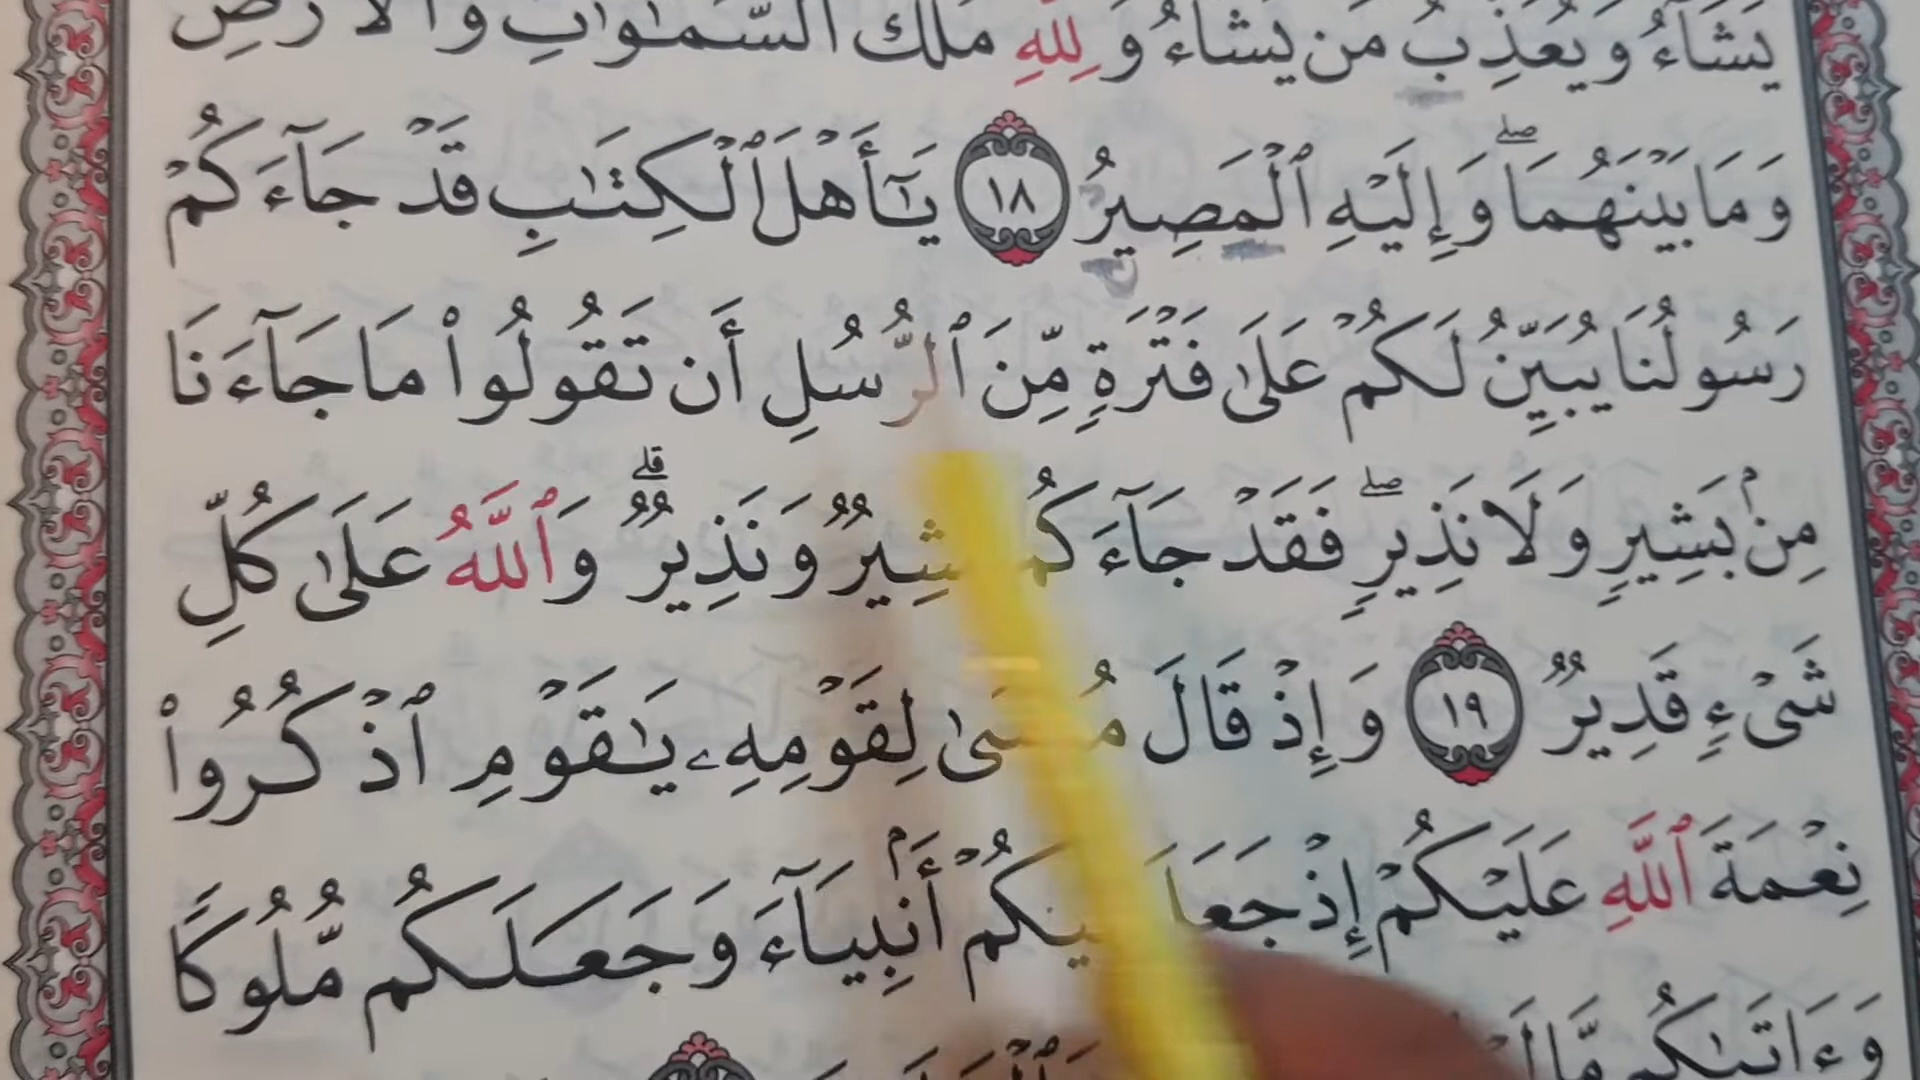 يَشَآءُ وَيُعَذِّبُ مَن يَشَآءُ وَلِلَّهِ مُلْكُ ٱلسَّمَٰوَٰتِ وَٱلْأَرْضِ
وَمَا بَيْنَهُمَا ۖ وَإِلَيْهِ ٱلْمَصِيرُ ١٨ يَٰٓأَهْلَ ٱلْكِتَٰبِ قَدْ جَآءَكُمْ
رَسُولُنَا يُبَيِّنُ لَكُمْ عَلَىٰ فَتْرَةٍ مِّنَ ٱلرُّسُلِ أَن تَقُولُوا۟ مَا جَآءَنَا
مِنۢ بَشِيرٍ وَلَا نَذِيرٍ ۖ فَقَدْ جَآءَكُم بَشِيرٌ وَنَذِيرٌ ۗ وَٱللَّهُ عَلَىٰ كُلِّ
شَىْءٍ قَدِيرٌ ١٩ وَإِذْ قَالَ مُوسَىٰ لِقَوْمِهِۦ يَٰقَوْمِ ٱذْكُرُوا۟
نِعْمَةَ ٱللَّهِ عَلَيْكُمْ إِذْ جَعَلَ فِيكُمْ أَنۢبِيَآءَ وَجَعَلَكُم مُّلُوكًا
وَءَاتَىٰكُم مَّا لَمْ